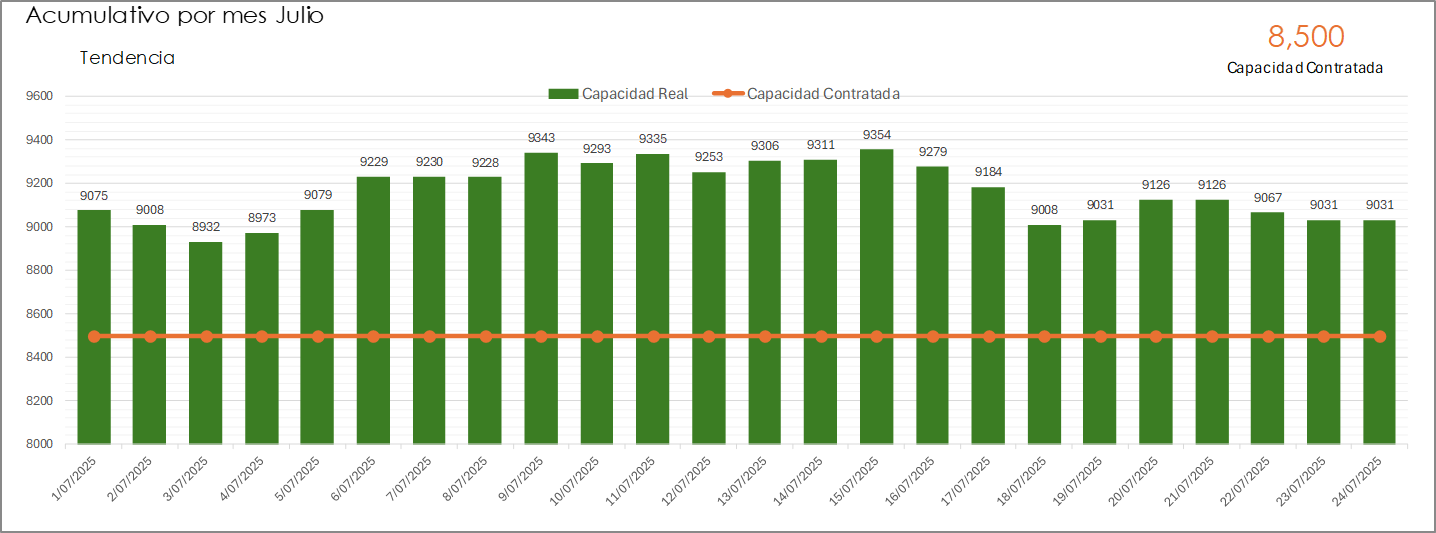 Acumulativo por mes Julio
8,500
Tendencia
Capacidad Contratada
Capacidad Real Capacidad Contratada
9600
9400
9200
9000
8800
8600
8400
8200
8000
9075 9008 8932 8973 9079 9229 9230 9228 9343 9293 9335 9253 9306 9311 9354 9279 9184 9008 9031 9126 9126 9067 9031 9031
1/07/2025 2/07/2025 3/07/2025 4/07/2025 5/07/2025 6/07/2025 7/07/2025 8/07/2025 9/07/2025 10/07/2025 11/07/2025 12/07/2025 13/07/2025 14/07/2025 15/07/2025 16/07/2025 17/07/2025 18/07/2025 19/07/2025 20/07/2025 21/07/2025 22/07/2025 23/07/2025 24/07/2025